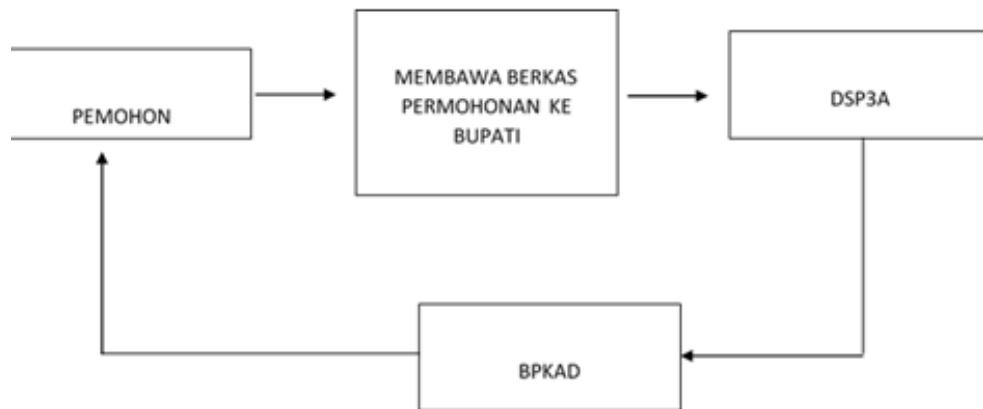 PEMOHON
MEMBAWA BERKAS
PERMOHONAN KE
BUPATI
DSP3A
BPKAD